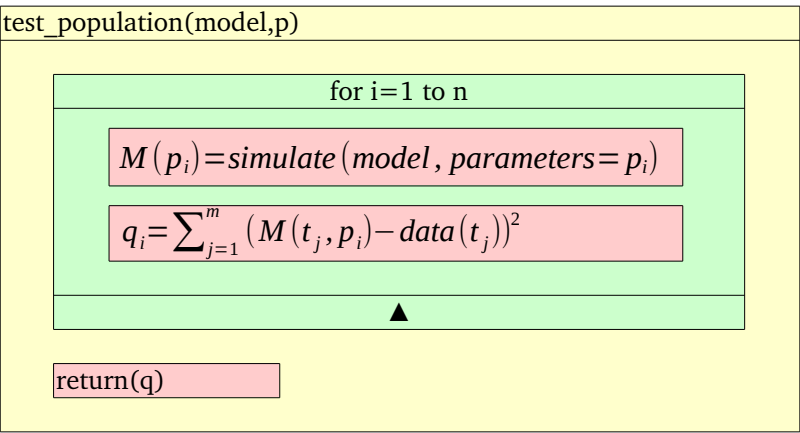 test_population(model,p)
for i=1 to n
M(p_i)=simulate(model, parameters=p_i)
q_i=∑_{j=1}^{m}(M(t_j,p_i)−data(t_j))^2
▲
return(q)